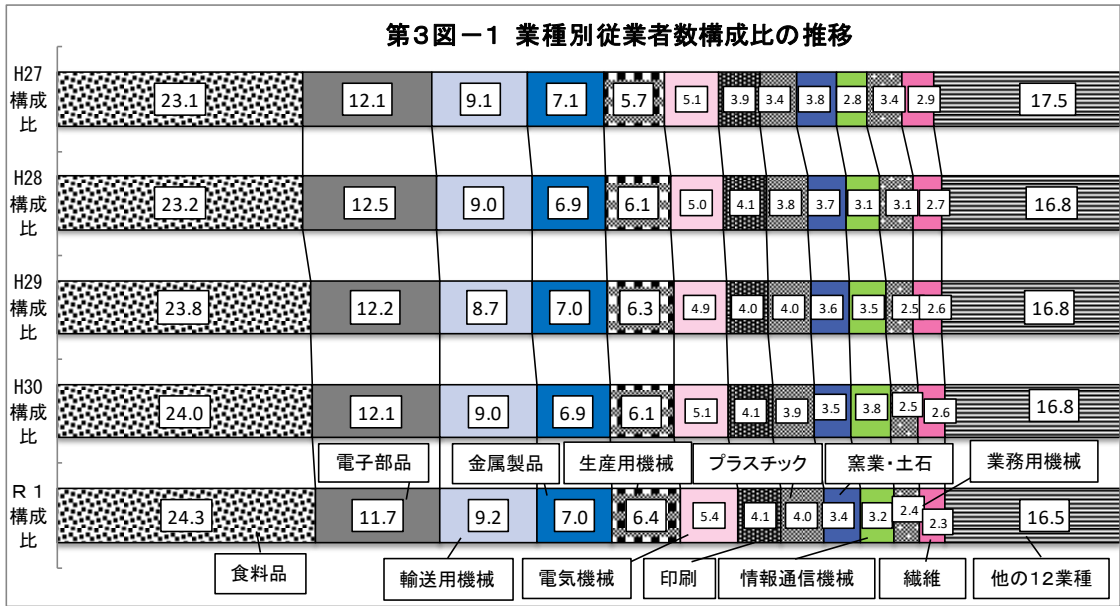 第3図－1 業種別従業者数構成比の推移
H27
構成
比
23.1 12.1 9.1 7.1 5.7 5.1 3.9 3.4 3.8 2.8 3.4 2.9 17.5
H28
構成
比
23.2 12.5 9.0 6.9 6.1 5.0 4.1 3.8 3.7 3.1 3.1 2.7 16.8
H29
構成
比
23.8 12.2 8.7 7.0 6.3 4.9 4.0 4.0 3.6 3.5 2.5 2.6 16.8
H30
構成
比
24.0 12.1 9.0 6.9 6.1 5.1 4.1 3.9 3.5 3.8 2.5 2.6 16.8
電子部品 金属製品 生産用機械 プラスチック 窯業・土石 業務用機械
Ｒ１
構成
比
24.3 11.7 9.2 7.0 6.4 5.4 4.1 4.0 3.4 3.2 2.4 2.3 16.5
食料品 輸送用機械 電気機械 印刷 情報通信機械 繊維 他の１２業種